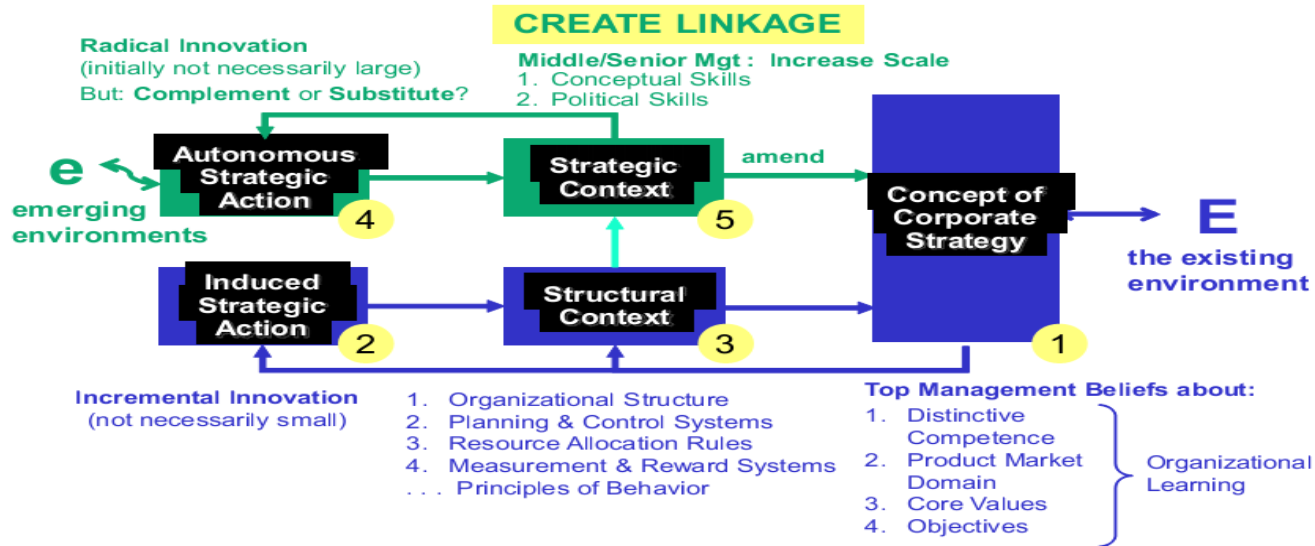 CREATE LINKAGE
Radical Innovation
(initially not necessarily large)
But: Complement or Substitute?
Middle/Senior Mgt : Increase Scale
1. Conceptual Skills
2. Political Skills
e
emerging
environments
Autonomous
Strategic
Action
4
Strategic
Context
5
amend
Concept of
Corporate
Strategy
1
E
the existing
environment
Induced
Strategic
Action
2
Structural
Context
3
Incremental Innovation
(not necessarily small)
1. Organizational Structure
2. Planning & Control Systems
3. Resource Allocation Rules
4. Measurement & Reward Systems
. . . Principles of Behavior
Top Management Beliefs about:
1. Distinctive
Competence
2. Product Market
Domain
3. Core Values
4. Objectives
Organizational
Learning